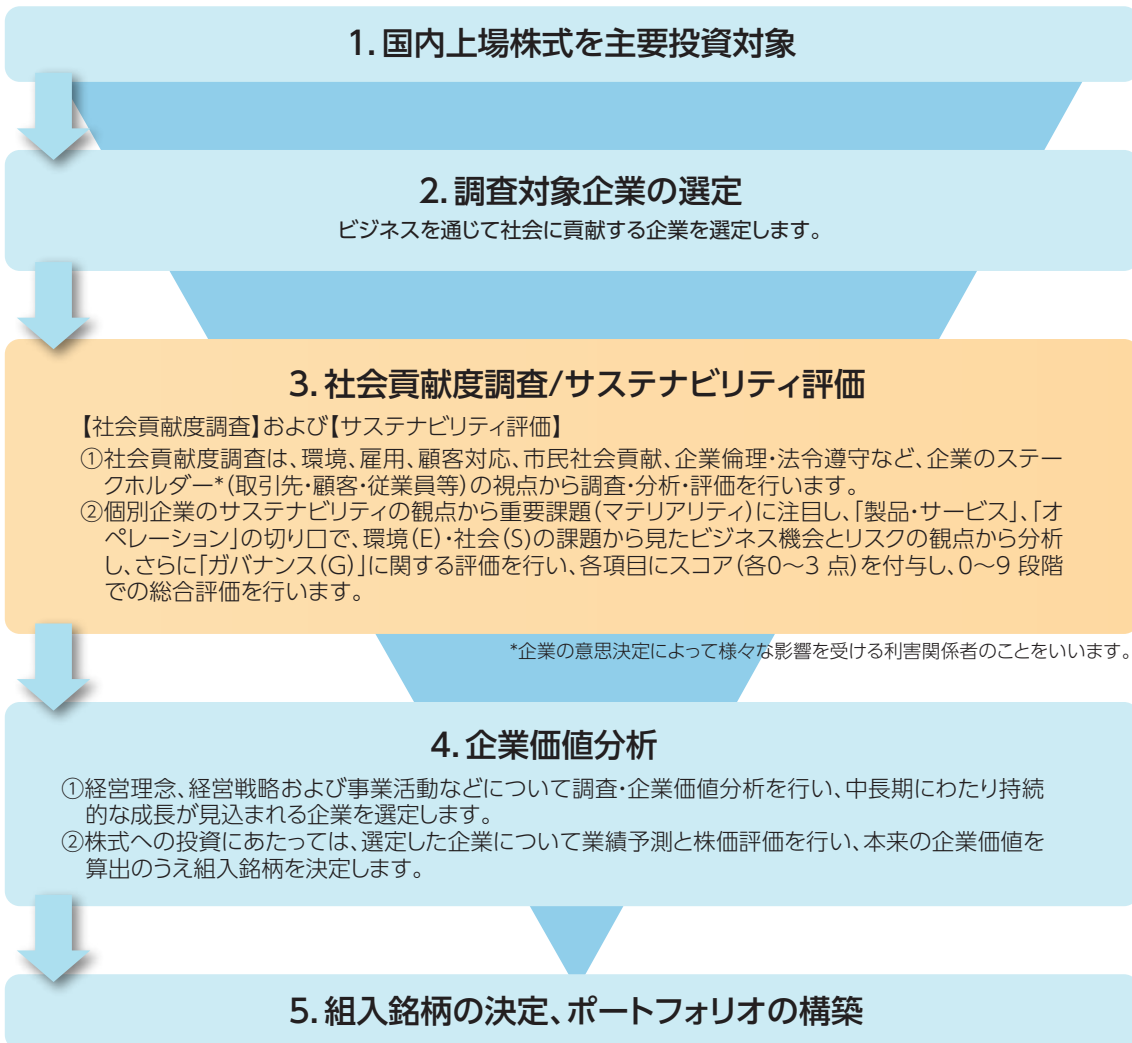 1. 国内上場株式を主要投資対象
2. 調査対象企業の選定
ビジネスを通じて社会に貢献する企業を選定します。
3. 社会貢献度調査/サステナビリティ評価
【社会貢献度調査】および【サステナビリティ評価】
①社会貢献度調査は、環境、雇用、顧客対応、市民社会貢献、企業倫理・法令遵守など、企業のステー
クホルダー*(取引先・顧客・従業員等)の視点から調査・分析・評価を行います。
②個別企業のサステナビリティの観点から重要課題(マテリアリティ)に注目し、「製品・サービス」、「オ
ペレーション」の切り口で、環境(E)・社会(S)の課題から見たビジネス機会とリスクの観点から分析
し、さらに「ガバナンス(G)」に関する評価を行い、各項目にスコア(各0～3 点)を付与し、0～9 段階
での総合評価を行います。
*企業の意思決定によって様々な影響を受ける利害関係者のことをいいます。
4. 企業価値分析
①経営理念、経営戦略および事業活動などについて調査・企業価値分析を行い、中長期にわたり持続
的な成長が見込まれる企業を選定します。
②株式への投資にあたっては、選定した企業について業績予測と株価評価を行い、本来の企業価値を
算出のうえ組入銘柄を決定します。
5. 組入銘柄の決定、ポートフォリオの構築